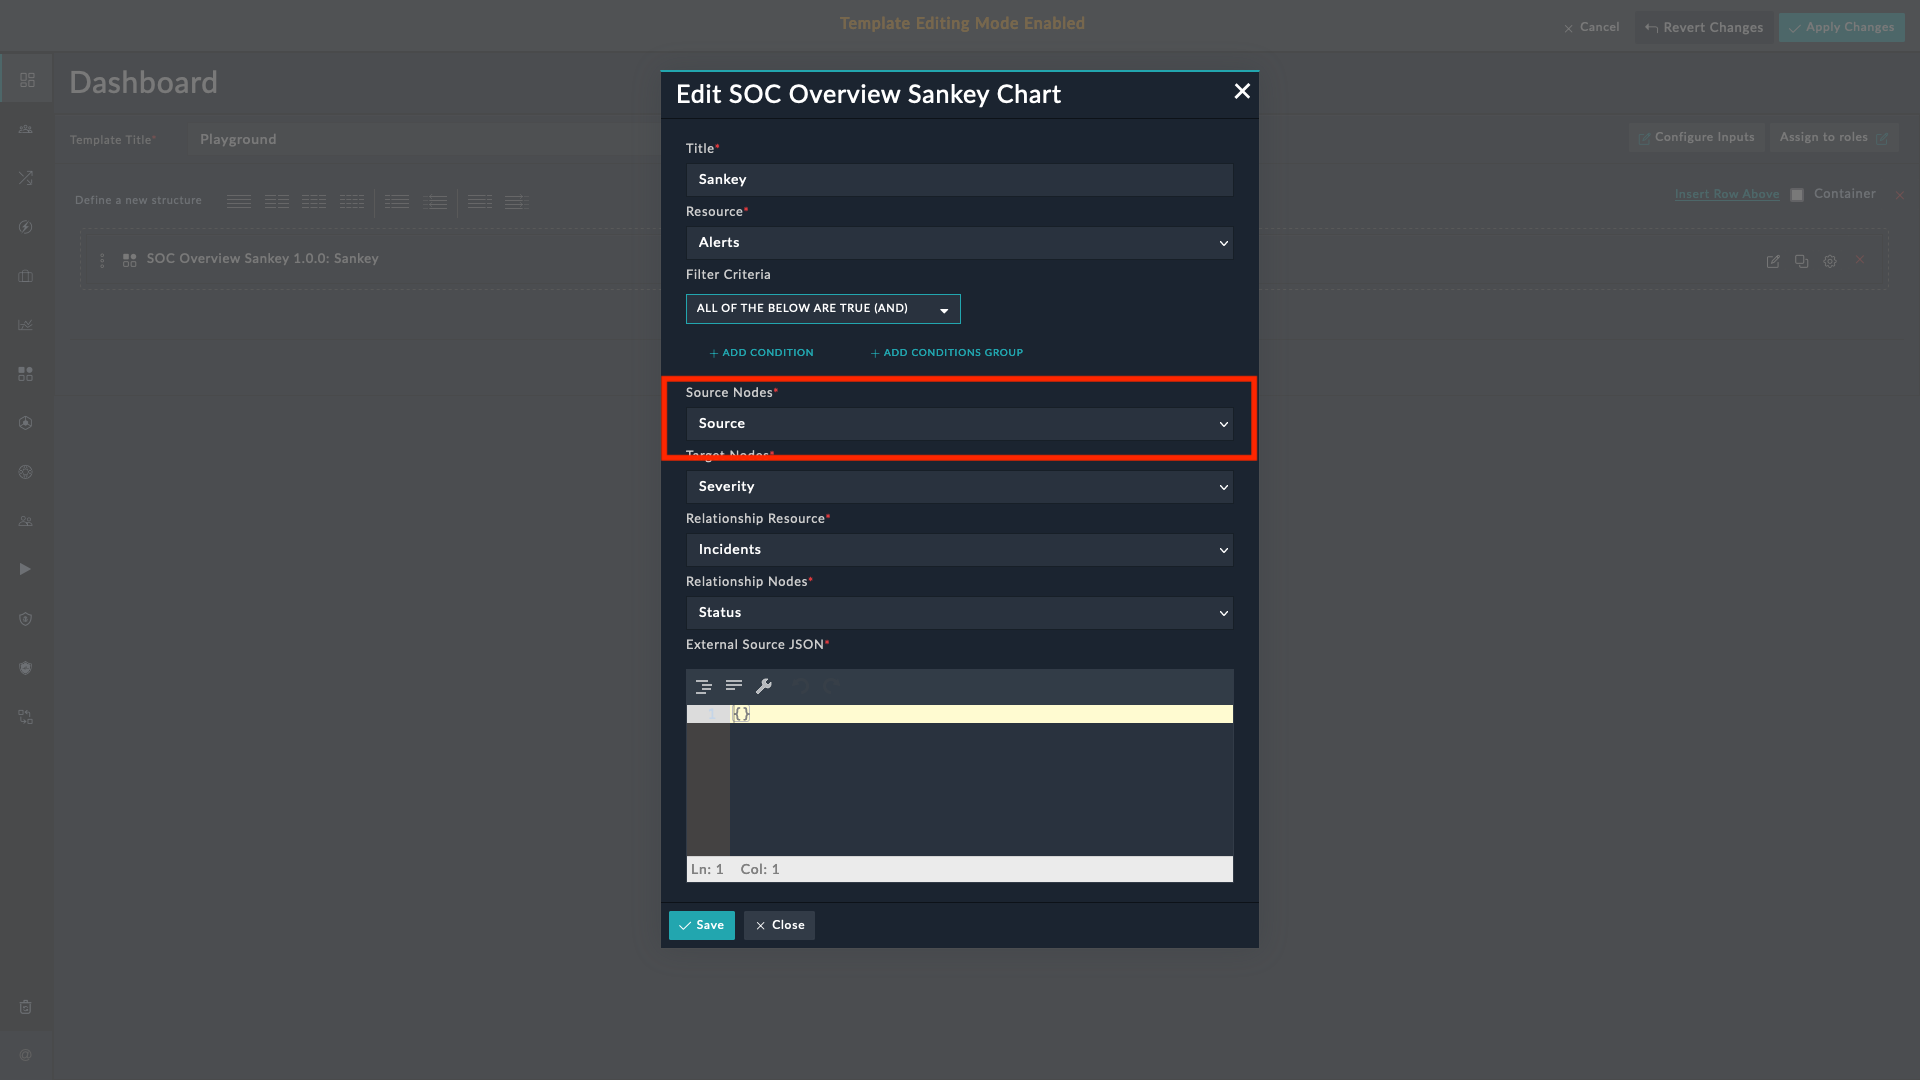 Template Editing Mode Enabled
Cancel
Revert Changes
Apply Changes
Dashboard
Template Title*
Playground
Configure Inputs
Assign to roles
Define a new structure
Insert Row Above
Container
SOC Overview Sankey 1.0.0: Sankey
Edit SOC Overview Sankey Chart
Title*
Sankey
Resource*
Alerts
Filter Criteria
ALL OF THE BELOW ARE TRUE (AND)
+ ADD CONDITION
+ ADD CONDITIONS GROUP
Source Nodes*
Source
Target Nodes*
Severity
Relationship Resource*
Incidents
Relationship Nodes*
Status
External Source JSON*
1 {}
Ln: 1 Col: 1
Save
Close